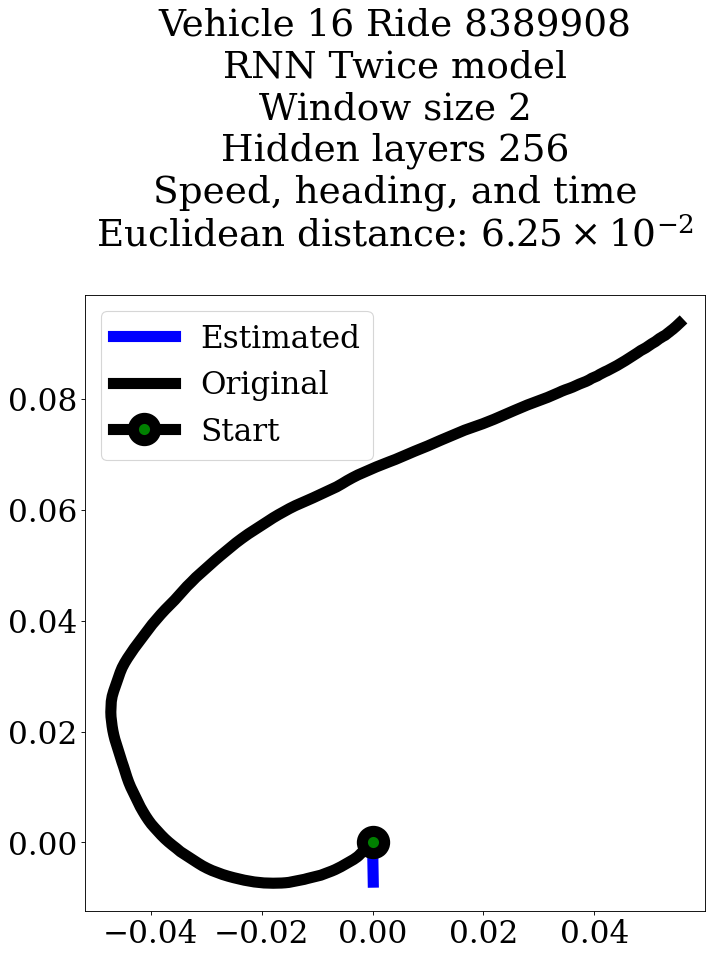 Vehicle 16 Ride 8389908
RNN Twice model
Window size 2
Hidden layers 256
Speed, heading, and time
Euclidean distance: 6.25 × 10⁻²
Estimated
Original
Start
0.08
0.06
0.04
0.02
0.00
−0.04 −0.02 0.00 0.02 0.04